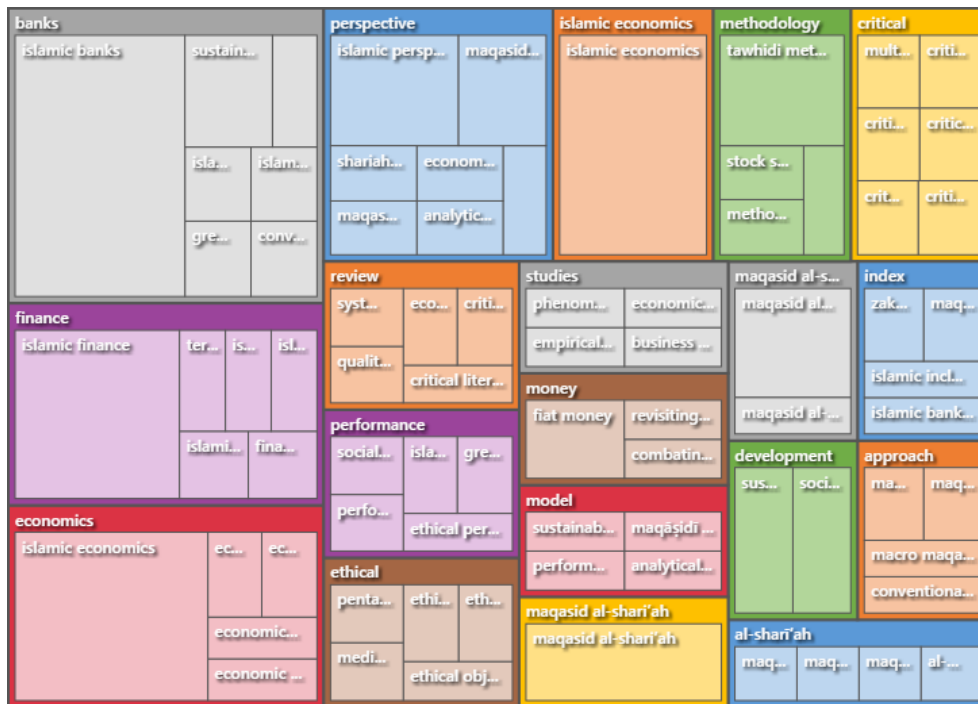 banks
islamic banks
sustain...
isla...
islam...
gre...
conv...
finance
islamic finance
ter...
is...
isl...
islami...
fina...
economics
islamic economics
ec...
ec...
economic...
economic ...
perspective
islamic persp...
maqasid...
shariah...
econom...
maqas...
analytic...
review
syst...
eco...
criti...
qualit...
critical liter...
performance
social...
isla...
gre...
perfo...
ethical per...
ethical
penta...
ethi...
eth...
medi...
ethical obj...
islamic economics
islamic economics
studies
phenom...
economic...
empirical...
business ...
money
fiat money
revisiting...
combatin...
model
sustainab...
maqāṣidī ...
perform...
analytical...
maqasid al-shari'ah
maqasid al-shari'ah
methodology
tawhidi met...
stock s...
metho...
maqasid al-s...
maqasid al...
maqasid al-...
development
sus...
soci...
critical
mult...
criti...
criti...
critic...
crit...
criti...
index
zak...
maq...
islamic incl...
islamic bank...
approach
ma...
maq...
macro maqa...
conventiona...
al-sharī'ah
maq...
maq...
maq...
al-...